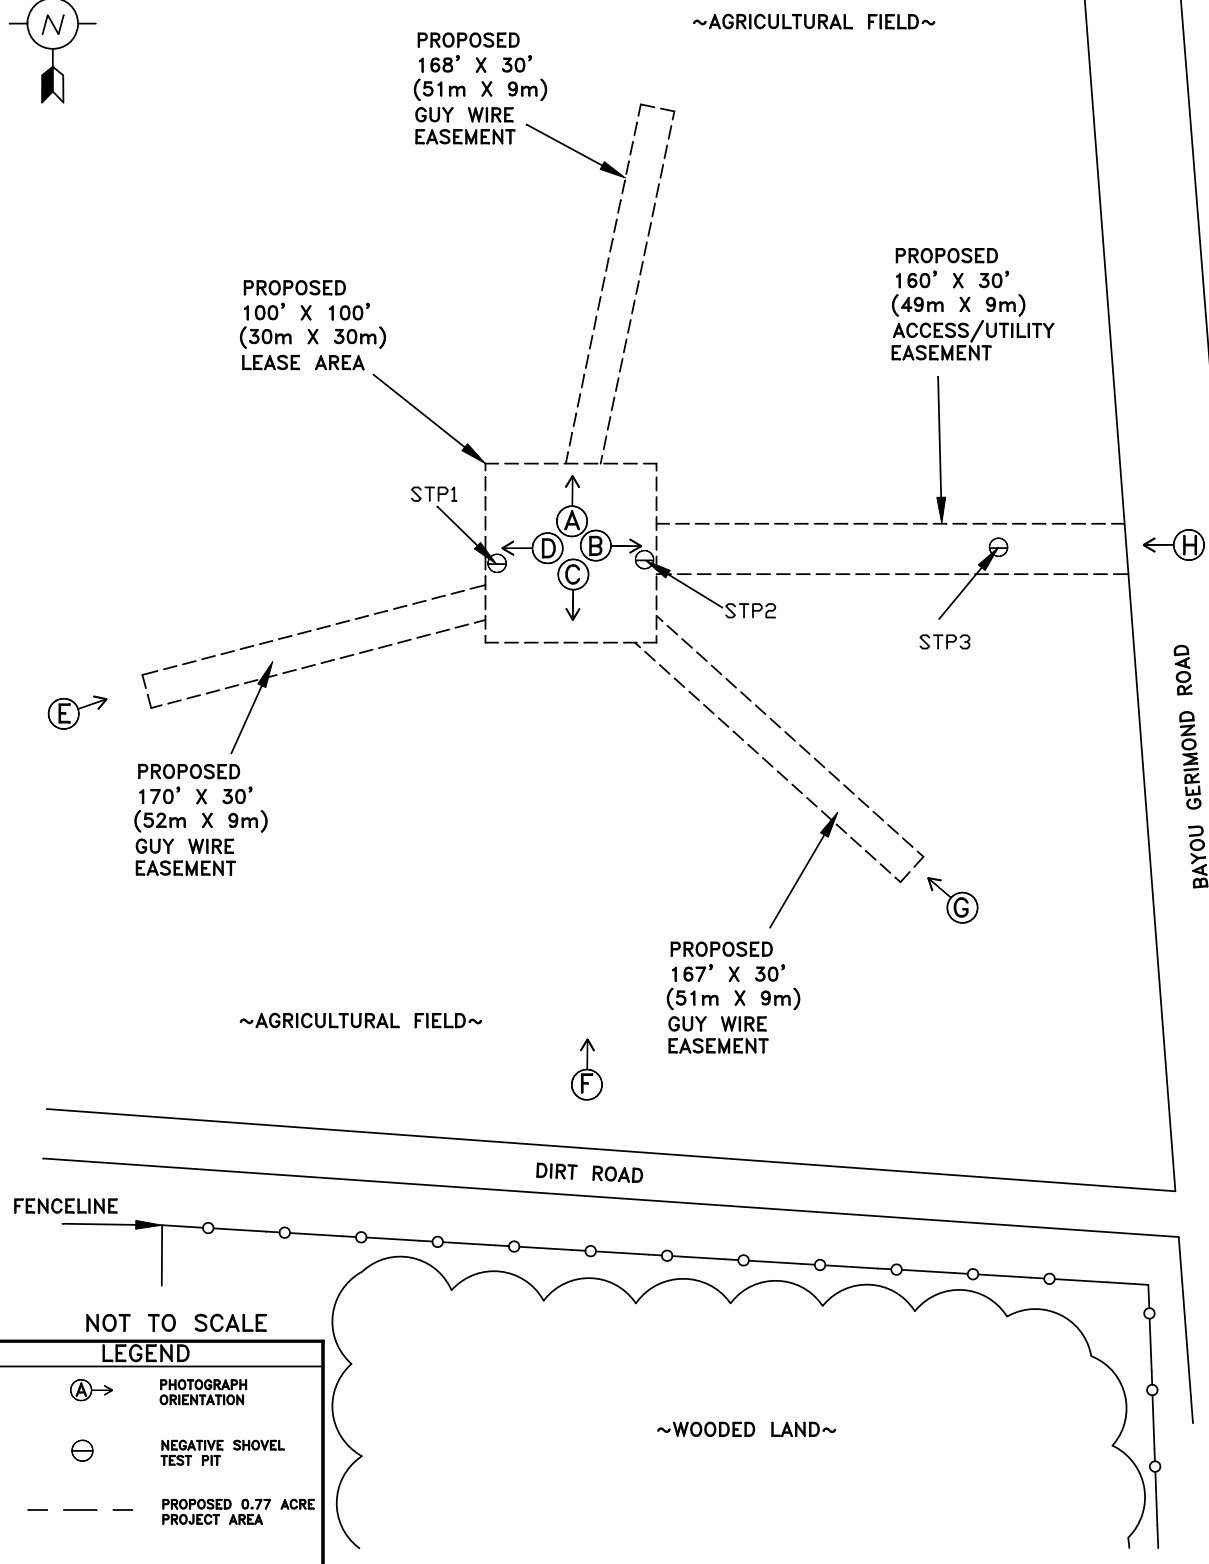 N
~AGRICULTURAL FIELD~
PROPOSED
168' X 30'
(51m X 9m)
GUY WIRE
EASEMENT
PROPOSED
160' X 30'
(49m X 9m)
ACCESS/UTILITY
EASEMENT
PROPOSED
100' X 100'
(30m X 30m)
LEASE AREA
STP1
A
D
B
C
H
STP2
STP3
E
BAYOU GERIMOND ROAD
PROPOSED
170' X 30'
(52m X 9m)
GUY WIRE
EASEMENT
G
PROPOSED
167' X 30'
(51m X 9m)
GUY WIRE
EASEMENT
~AGRICULTURAL FIELD~
F
DIRT ROAD
FENCELINE
NOT TO SCALE
LEGEND
A
PHOTOGRAPH
ORIENTATION
NEGATIVE SHOVEL
TEST PIT
PROPOSED 0.77 ACRE
PROJECT AREA
~WOODED LAND~